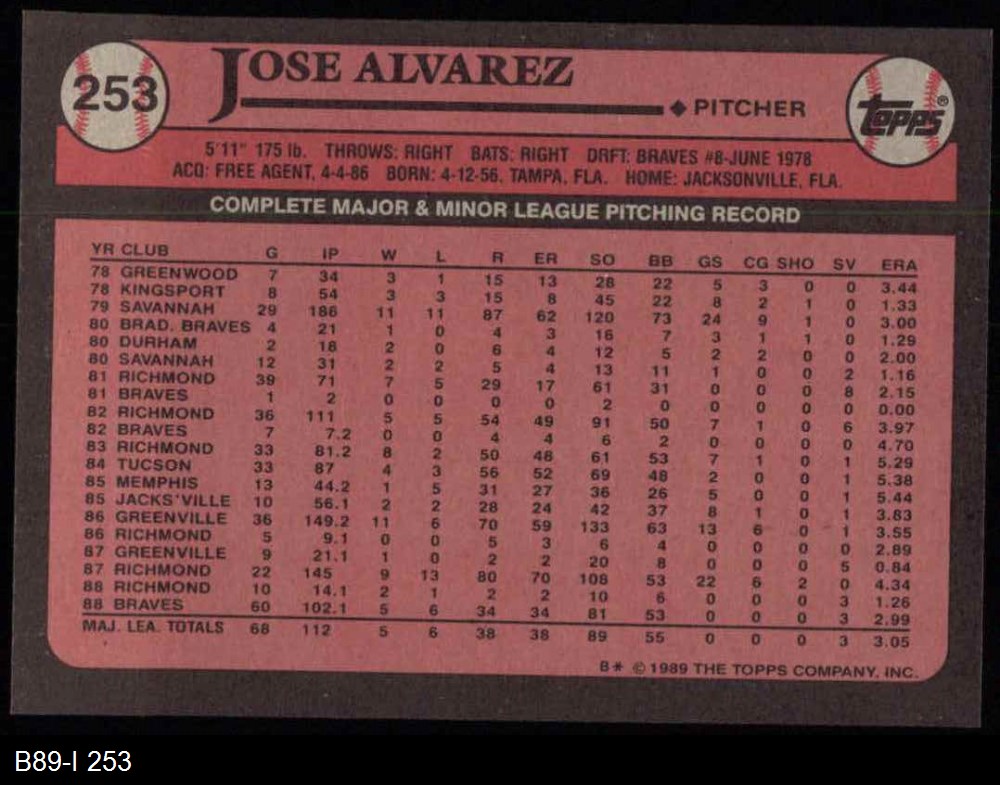 253
JOSE ALVAREZ
◆ PITCHER
TOPPS®
5'11" 175 lb. THROWS: RIGHT BATS: RIGHT DRFT: BRAVES #8-JUNE 1978
ACQ: FREE AGENT, 4-4-86 BORN: 4-12-56, TAMPA, FLA. HOME: JACKSONVILLE, FLA.
COMPLETE MAJOR & MINOR LEAGUE PITCHING RECORD
YR CLUB G IP W L R ER SO BB GS CG SHO SV ERA
78 GREENWOOD 7 34 3 1 15 13 28 22 5 3 0 0 3.44
78 KINGSPORT 8 54 3 3 15 8 45 22 8 2 1 0 1.33
79 SAVANNAH 29 186 11 11 87 62 120 73 24 9 1 0 3.00
80 BRAD. BRAVES 4 21 1 0 4 3 16 7 3 1 1 0 1.29
80 DURHAM 2 18 2 0 6 4 12 5 2 2 0 0 2.00
80 SAVANNAH 12 31 2 2 5 4 13 11 1 0 0 2 1.16
81 RICHMOND 39 71 7 5 29 17 61 31 0 0 0 8 2.15
81 BRAVES 1 2 0 0 0 0 2 0 0 0 0 0 0.00
82 RICHMOND 36 111 5 5 54 49 91 50 7 1 0 6 3.97
82 BRAVES 7 7.2 0 0 4 4 6 2 0 0 0 0 4.70
83 RICHMOND 33 81.2 8 2 50 48 61 53 7 1 0 1 5.29
84 TUCSON 33 87 4 3 56 52 69 48 2 0 0 1 5.38
85 MEMPHIS 13 44.2 1 5 31 27 36 26 5 0 0 1 5.44
85 JACKS'VILLE 10 56.1 2 2 28 24 42 37 8 1 0 1 3.83
86 GREENVILLE 36 149.2 11 6 70 59 133 63 13 6 0 1 3.55
86 RICHMOND 5 9.1 0 0 5 3 6 4 0 0 0 0 2.89
87 GREENVILLE 9 21.1 1 0 2 2 20 8 0 0 0 5 0.84
87 RICHMOND 22 145 9 13 80 70 108 53 22 6 2 0 4.34
88 RICHMOND 10 14.1 2 1 2 2 10 6 0 0 0 3 1.26
88 BRAVES 60 102.1 5 6 34 34 81 53 0 0 0 3 2.99
MAJ. LEA. TOTALS 68 112 5 6 38 38 89 55 0 0 0 3 3.05
B* © 1989 THE TOPPS COMPANY, INC.
B89-I 253